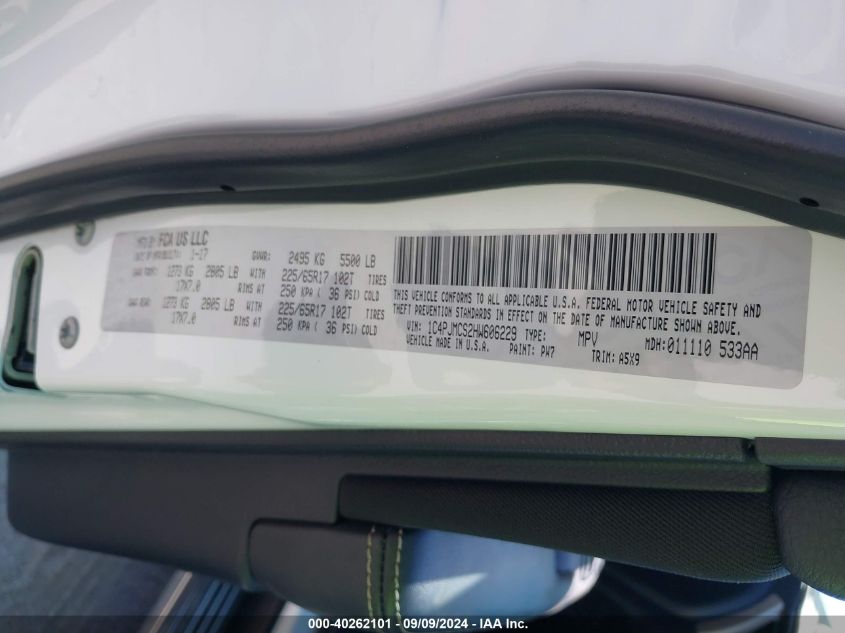 MFD BY FCA US LLC
DATE OF MFR(BLT): 1-17 GVWR: 2495 KG 5500 LB
GAWR FRONT: 1273 KG 2805 LB WITH 225/65R17 102T TIRES
17X7.0 RIMS AT 250 KPA ( 36 PSI) COLD
GAWR REAR: 1273 KG 2805 LB WITH 225/65R17 102T TIRES
17X7.0 RIMS AT 250 KPA ( 36 PSI) COLD
THIS VEHICLE CONFORMS TO ALL APPLICABLE U.S.A. FEDERAL MOTOR VEHICLE SAFETY AND
THEFT PREVENTION STANDARDS IN EFFECT ON THE DATE OF MANUFACTURE SHOWN ABOVE.
VIN: 1C4PJMCS2HW606229 TYPE: MPV MDH: 011110 533AA
VEHICLE MADE IN U.S.A. PAINT: PW7 TRIM: A5X9
000-40262101 - 09/09/2024 - IAA Inc.